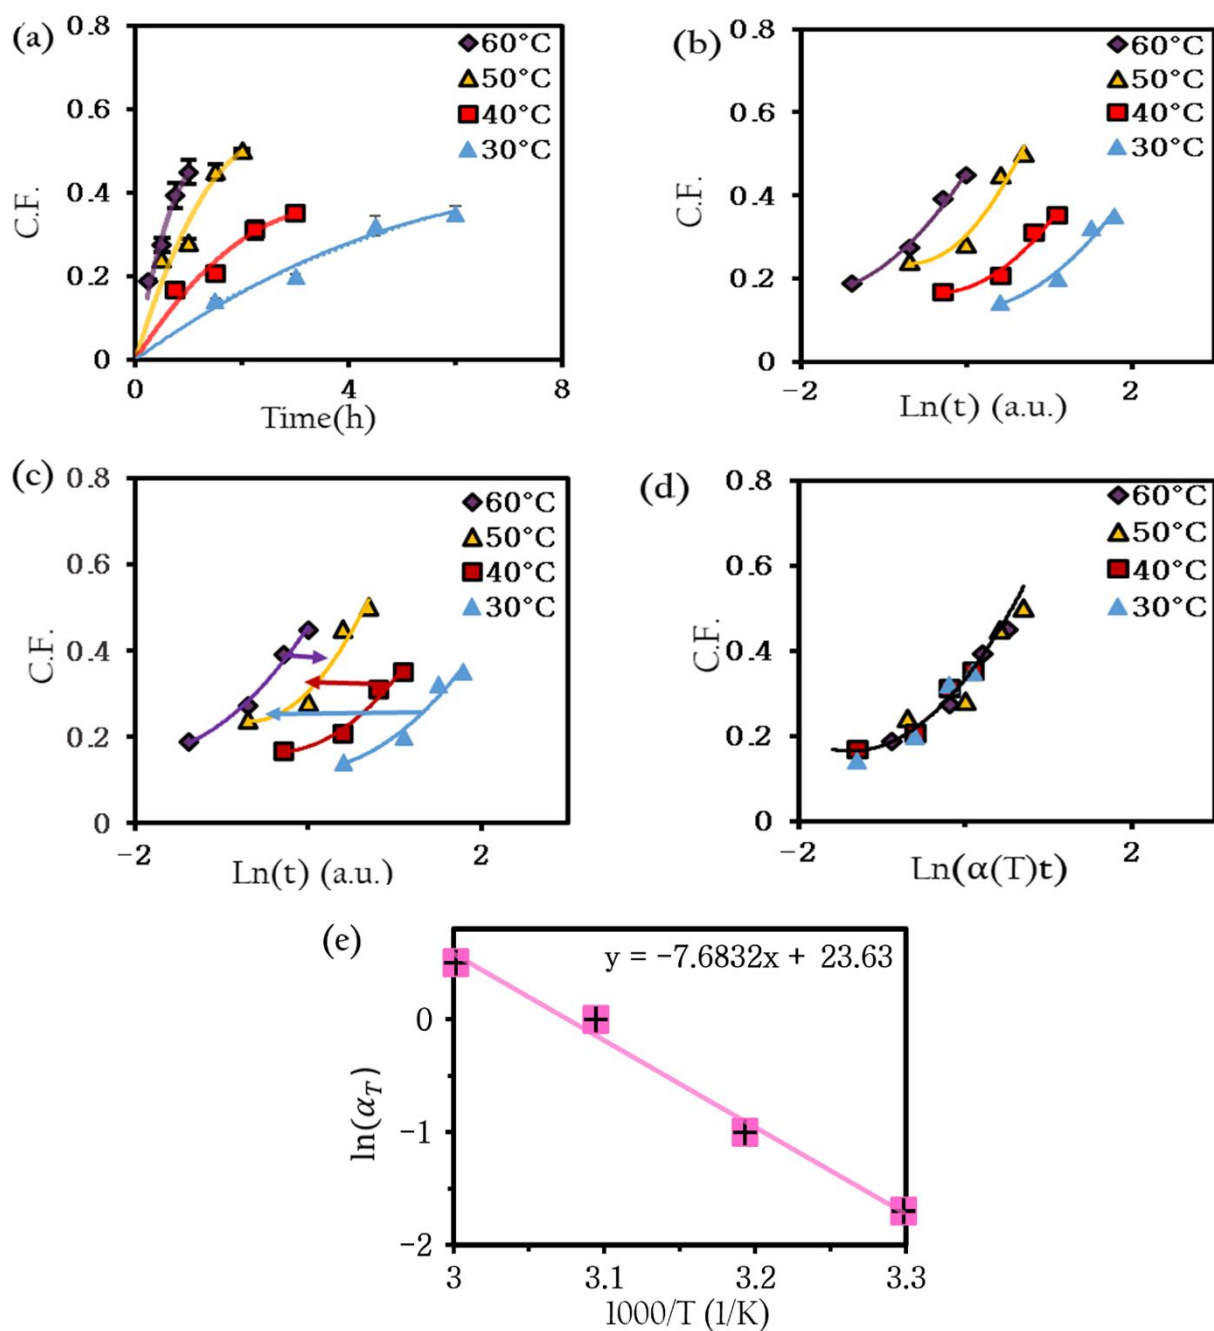 (a)
0.8
0.6
0.4
0.2
0
C.F.
60°C
50°C
40°C
30°C
0
4
8
Time(h)
(b)
0.8
0.6
0.4
0.2
0
C.F.
60°C
50°C
40°C
30°C
-2
0
2
Ln(t) (a.u.)
(c)
0.8
0.6
0.4
0.2
0
C.F.
60°C
50°C
40°C
30°C
-2
0
2
Ln(t) (a.u.)
(d)
0.8
0.6
0.4
0.2
0
C.F.
60°C
50°C
40°C
30°C
-2
0
2
Ln(α(T)t)
(e)
y = −7.6832x + 23.63
0
−1
−2
ln(α_T)
3
3.1
3.2
3.3
1000/T (1/K)